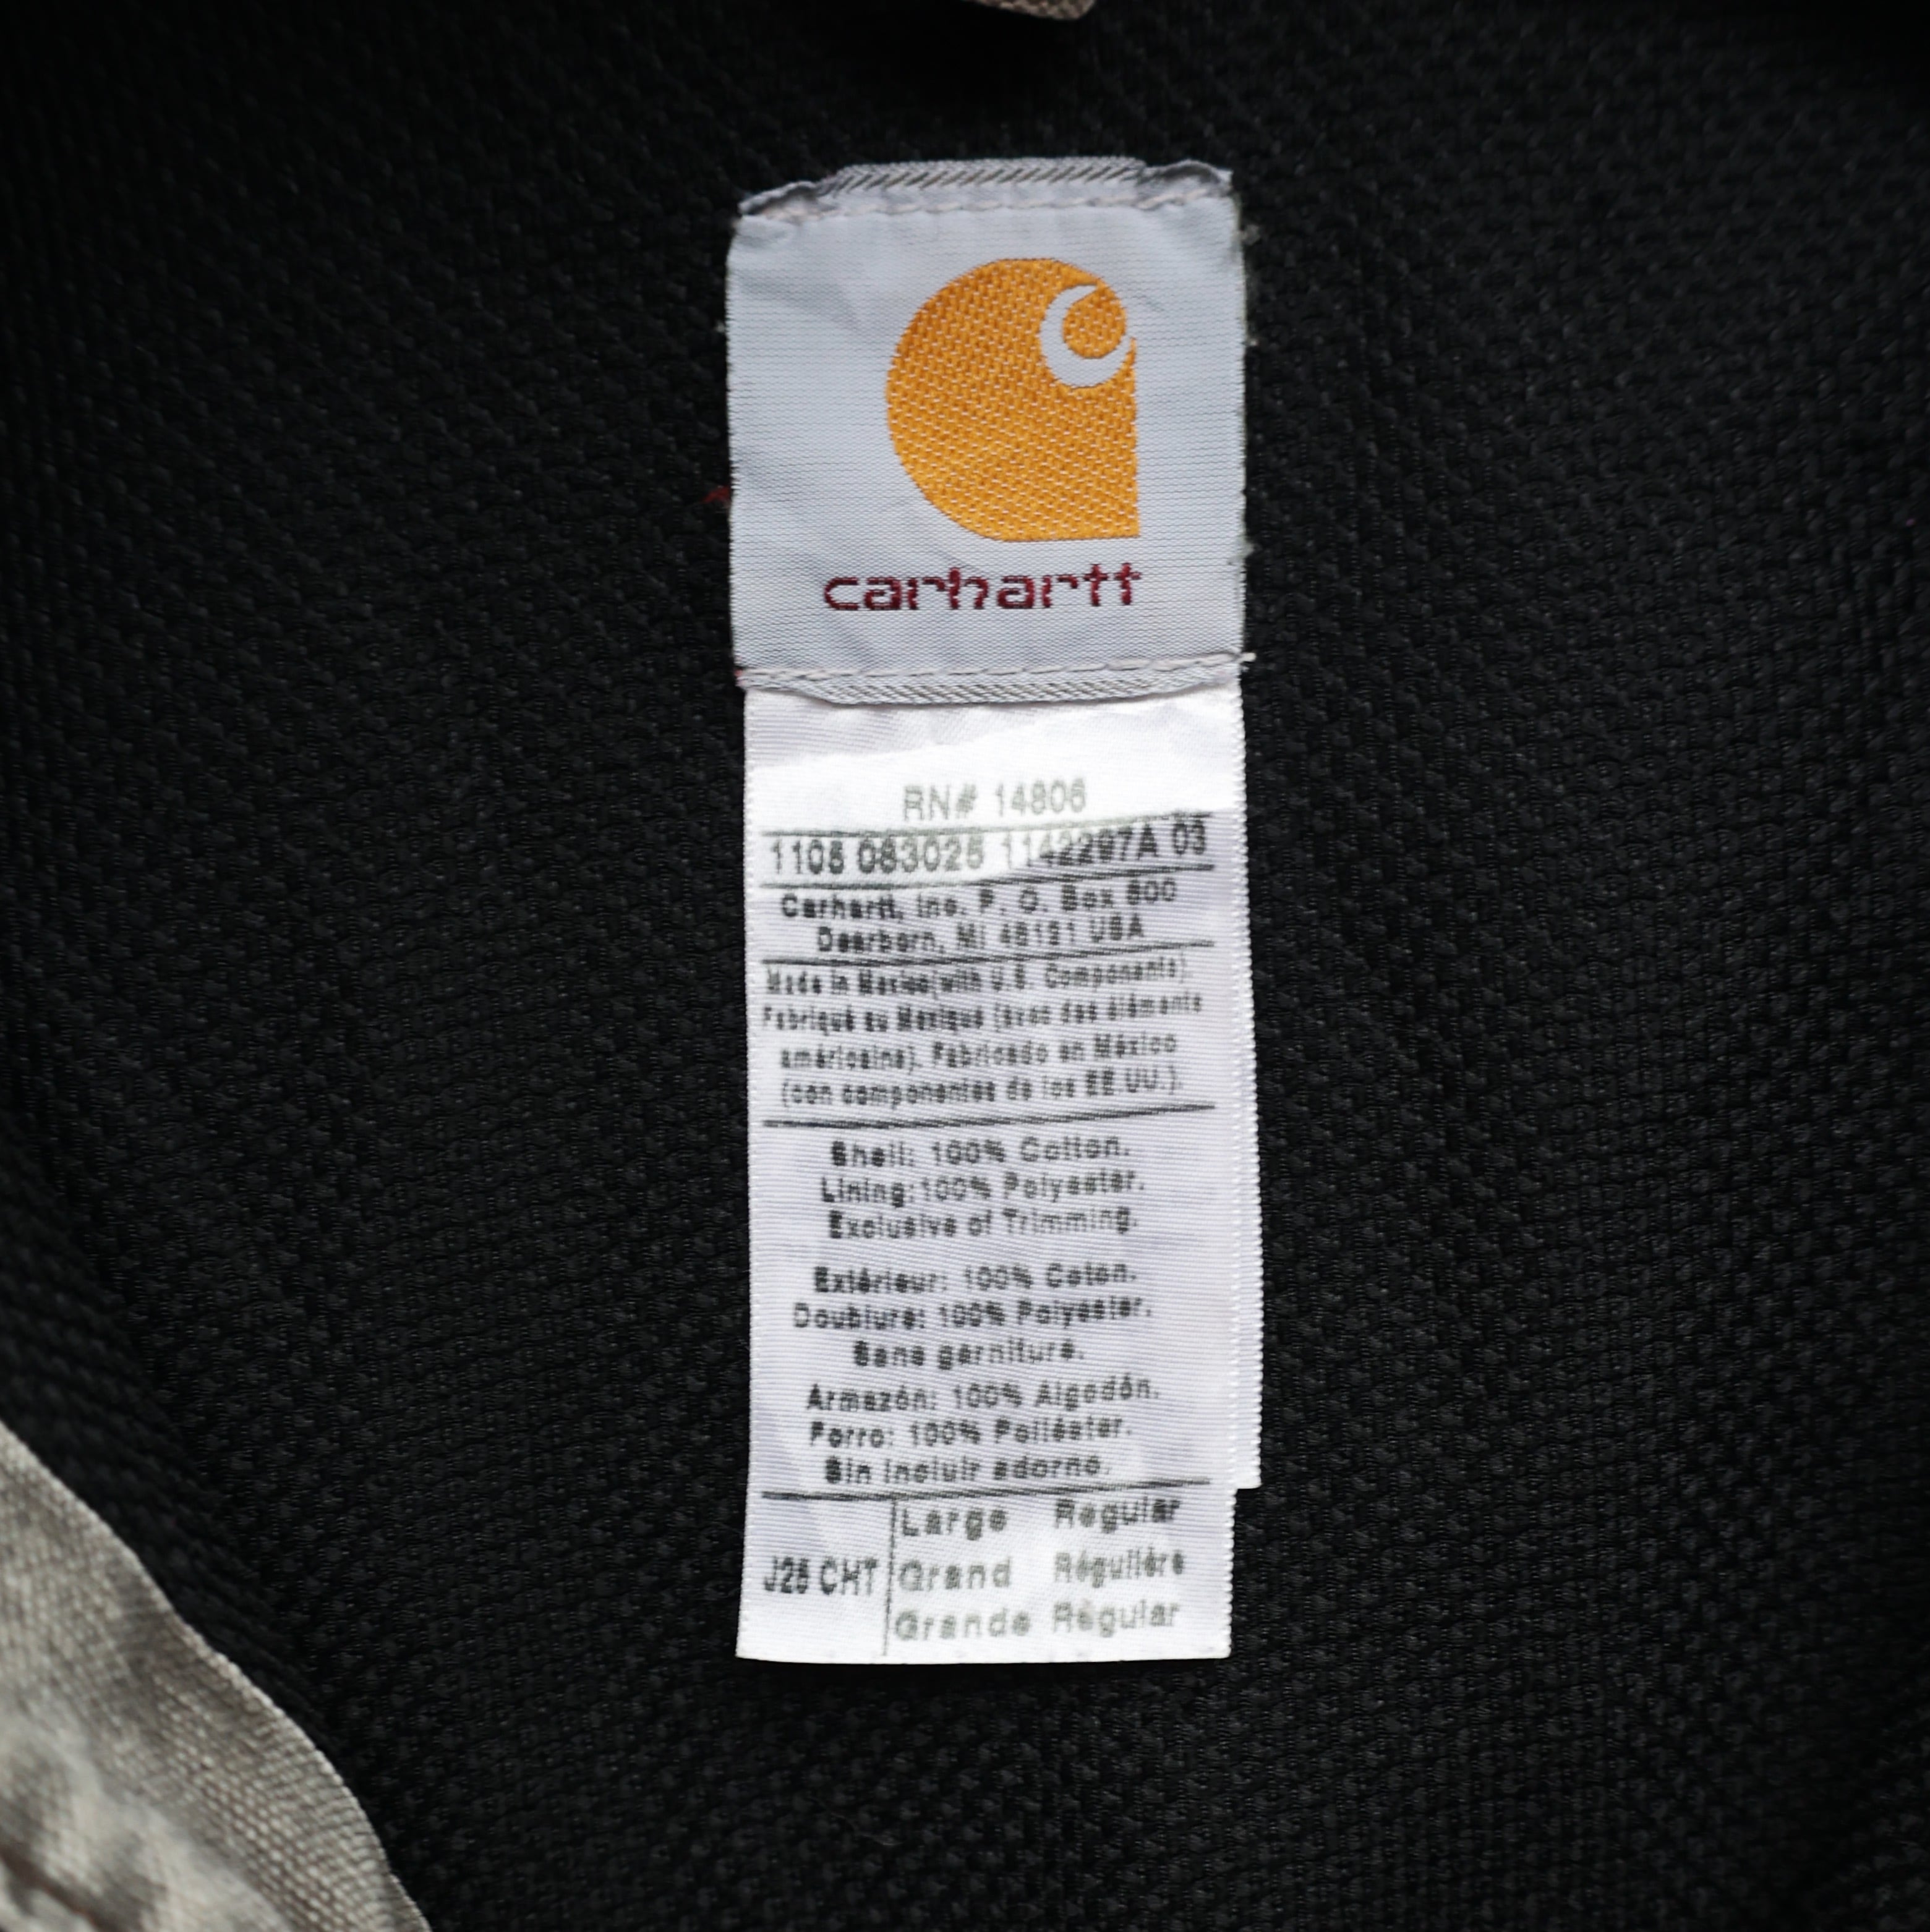 carhartt
RN# 14806
1105 083025 1142297A 03
Carhartt, Inc. P. O. Box 600
Dearborn, MI 48121 USA
Made in Mexico(with U.S. Components).
Fabriqué au Mexique (avec des éléments
américains). Fabricado en México
(con componentes de los EE.UU.).
Shell: 100% Cotton.
Lining:100% Polyester.
Exclusive of Trimming.
Extérieur: 100% Coton.
Doublure: 100% Polyester.
Sans garniture.
Armazón: 100% Algodón.
Forro: 100% Poliéster.
Sin incluir adorno.
Large Regular
J25 CHT Grand Régulière
Grande Régular